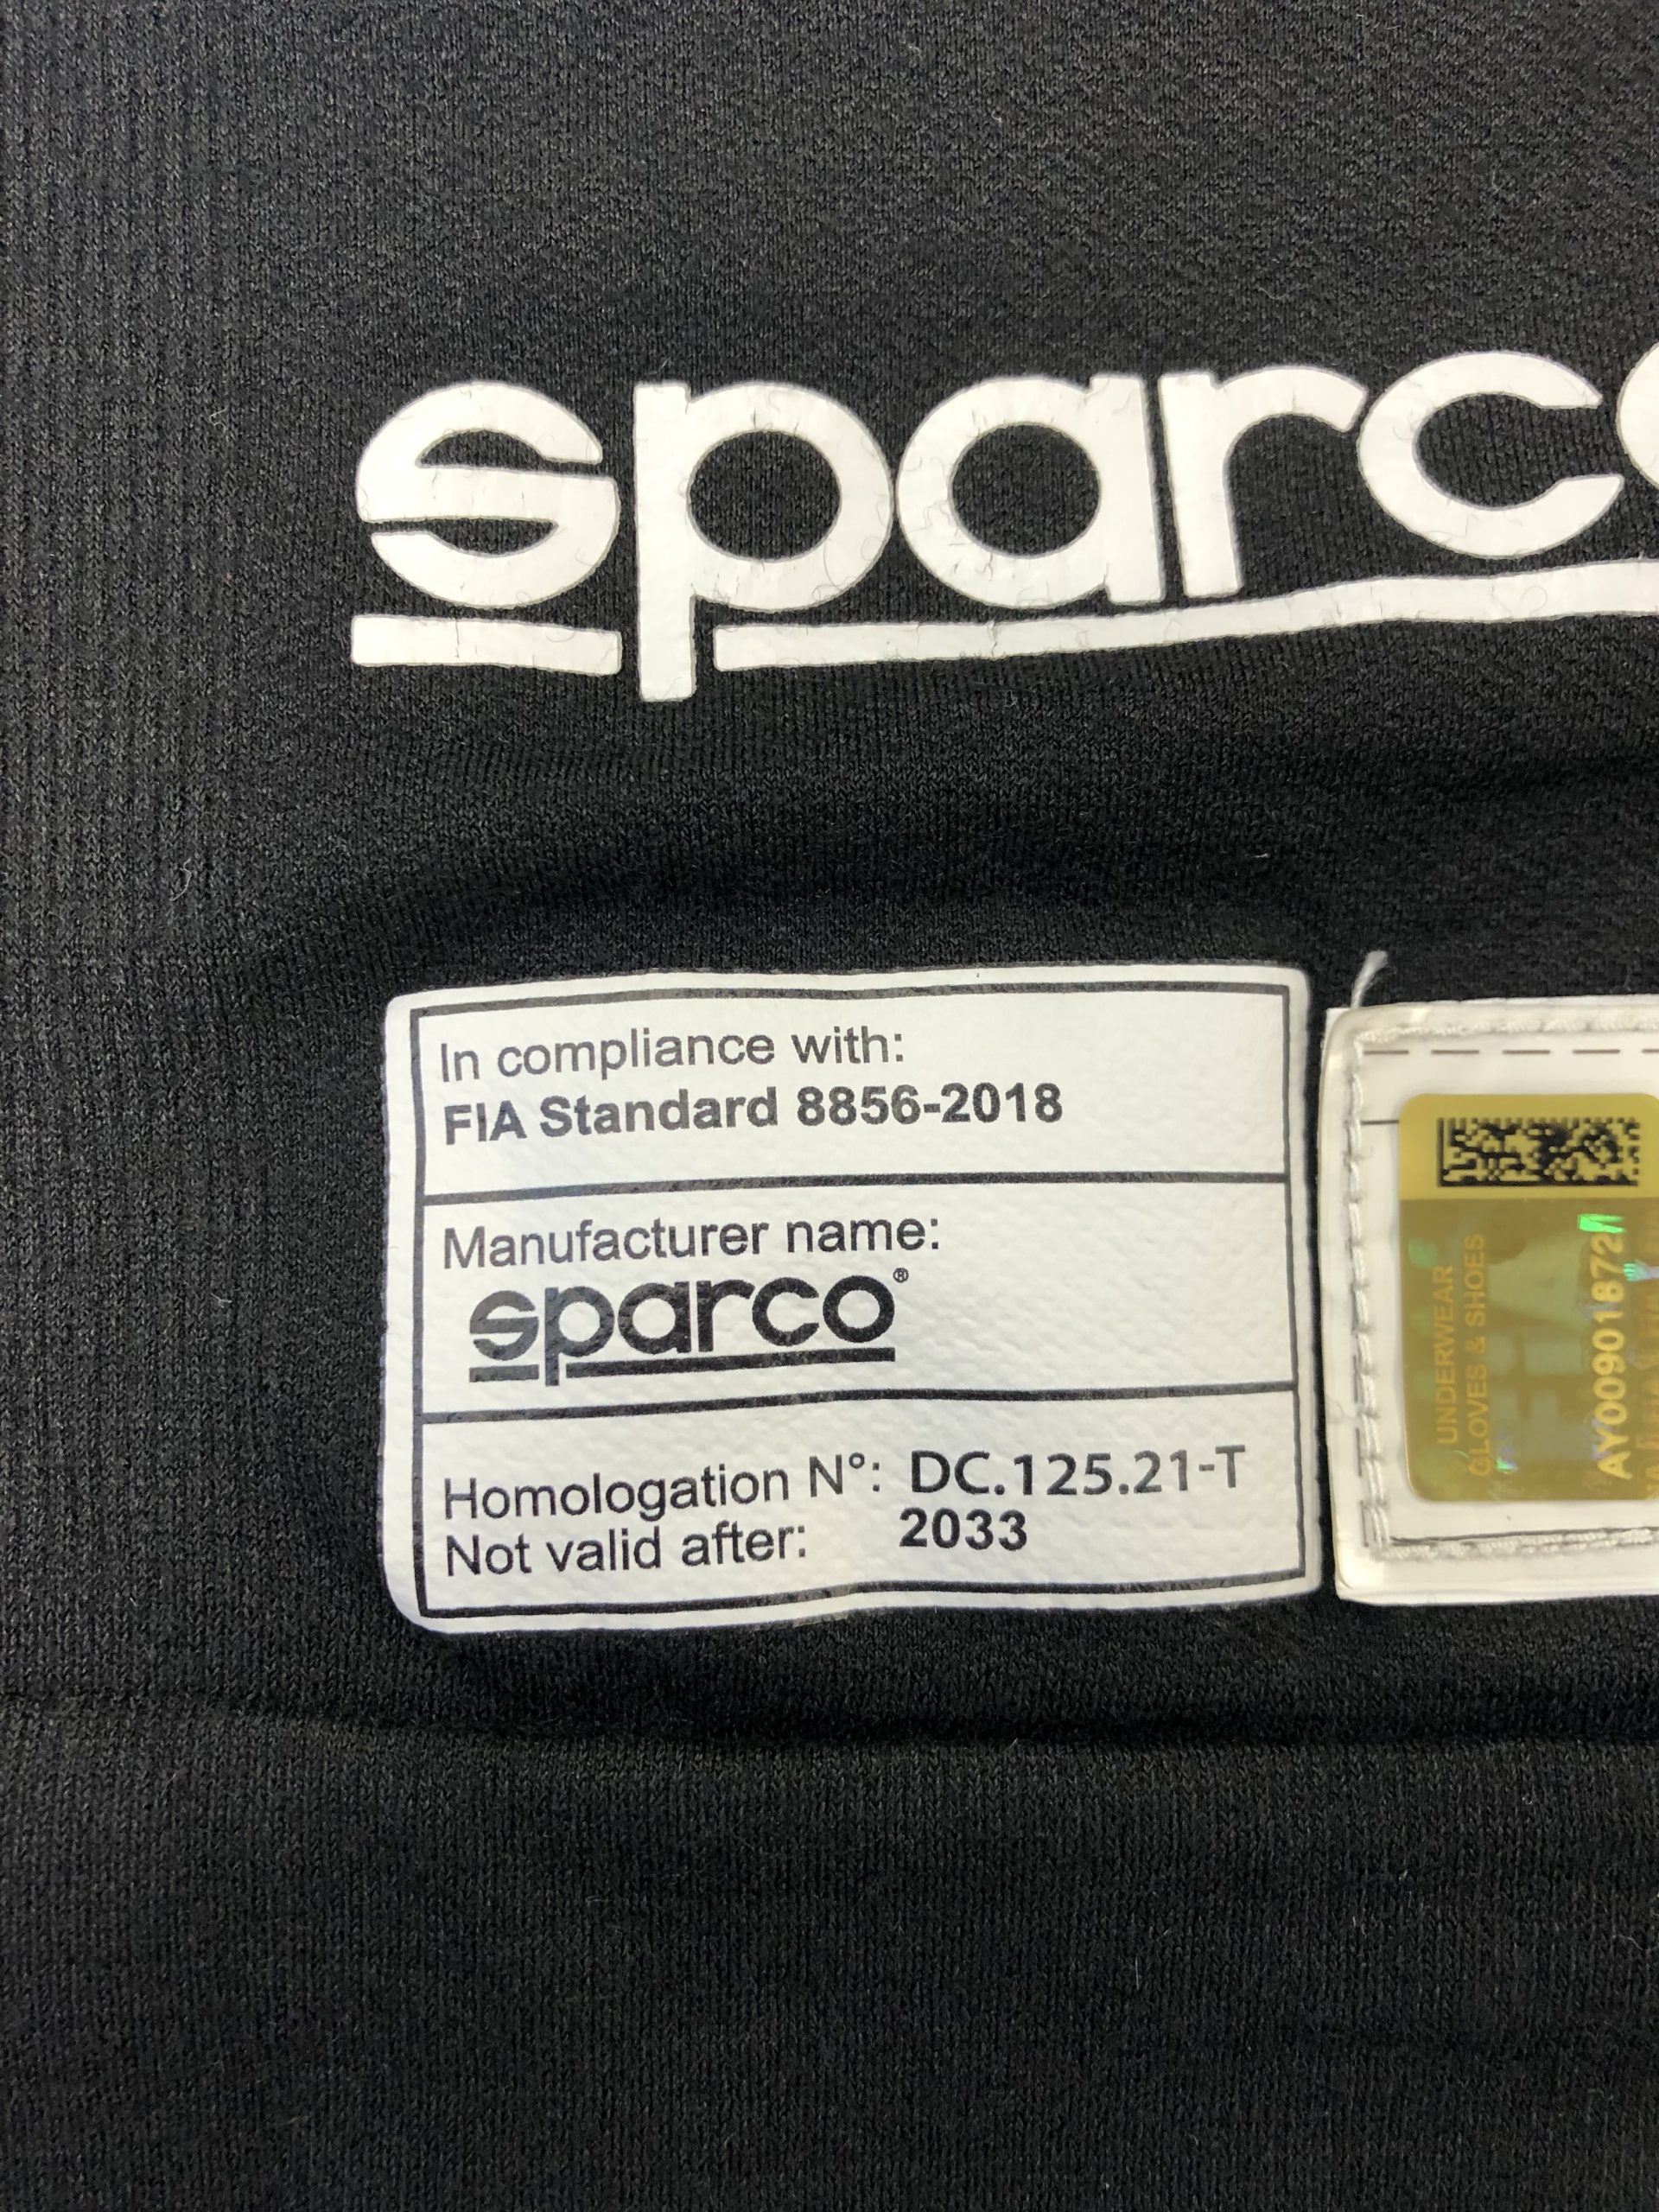 sparco
In compliance with:
FIA Standard 8856-2018
Manufacturer name:
sparco®
Homologation N°: DC.125.21-T
Not valid after: 2033
UNDERWEAR
GLOVES & SHOES